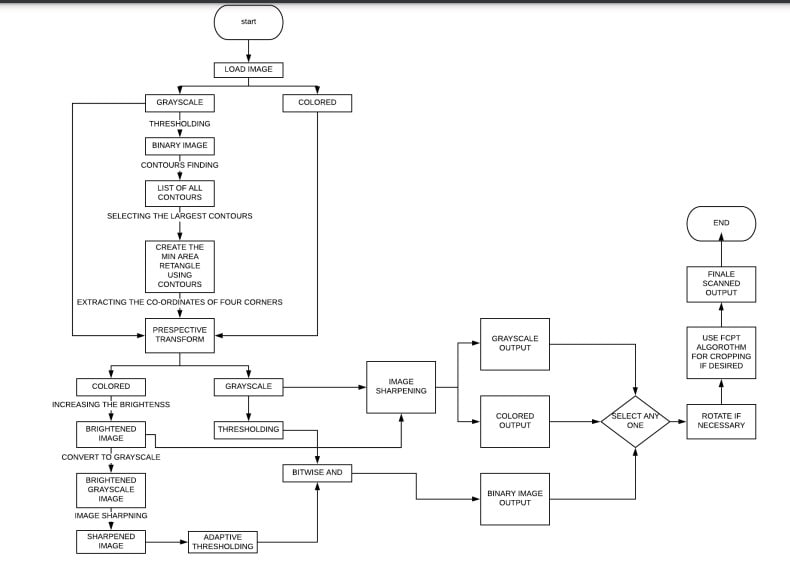 start
LOAD IMAGE
GRAYSCALE
COLORED
THRESHOLDING
BINARY IMAGE
CONTOURS FINDING
LIST OF ALL
CONTOURS
SELECTING THE LARGEST CONTOURS
CREATE THE
MIN AREA
RETANGLE
USING
CONTOURS
EXTRACTING THE CO-ORDINATES OF FOUR CORNERS
PRESPECTIVE
TRANSFORM
COLORED
GRAYSCALE
INCREASING THE BRIGHTENSS
BRIGHTENED
IMAGE
THRESHOLDING
CONVERT TO GRAYSCALE
BRIGHTENED
GRAYSCALE
IMAGE
BITWISE AND
IMAGE SHARPNING
SHARPENED
IMAGE
ADAPTIVE
THRESHOLDING
IMAGE
SHARPENING
GRAYSCALE
OUTPUT
COLORED
OUTPUT
BINARY IMAGE
OUTPUT
SELECT ANY
ONE
ROTATE IF
NECESSARY
USE FCPT
ALGOROTHM
FOR CROPPING
IF DESIRED
FINALE
SCANNED
OUTPUT
END